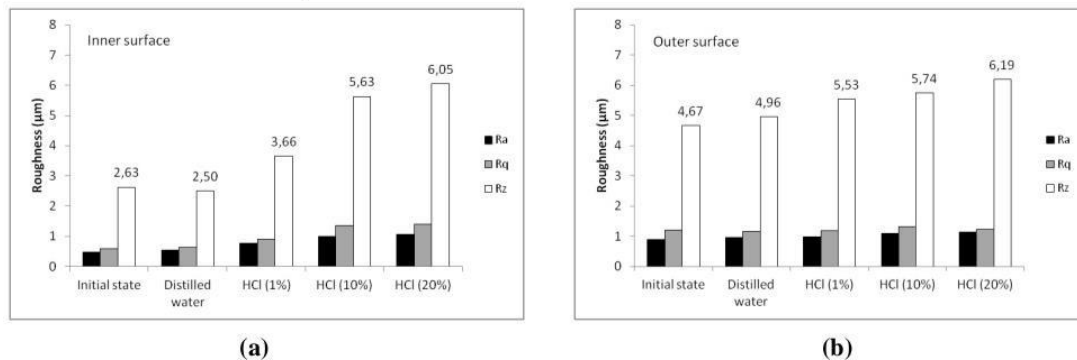 Inner surface
Roughness (µm)
8
7
6
5
4
3
2
1
0
2,63
2,50
3,66
5,63
6,05
Initial state
Distilled water
HCl (1%)
HCl (10%)
HCl (20%)
Ra
Rq
Rz
(a)
Outer surface
Roughness (µm)
8
7
6
5
4
3
2
1
0
4,67
4,96
5,53
5,74
6,19
Initial state
Distilled
water
HCl (1%)
HCl (10%)
HCl (20%)
Ra
Rq
Rz
(b)